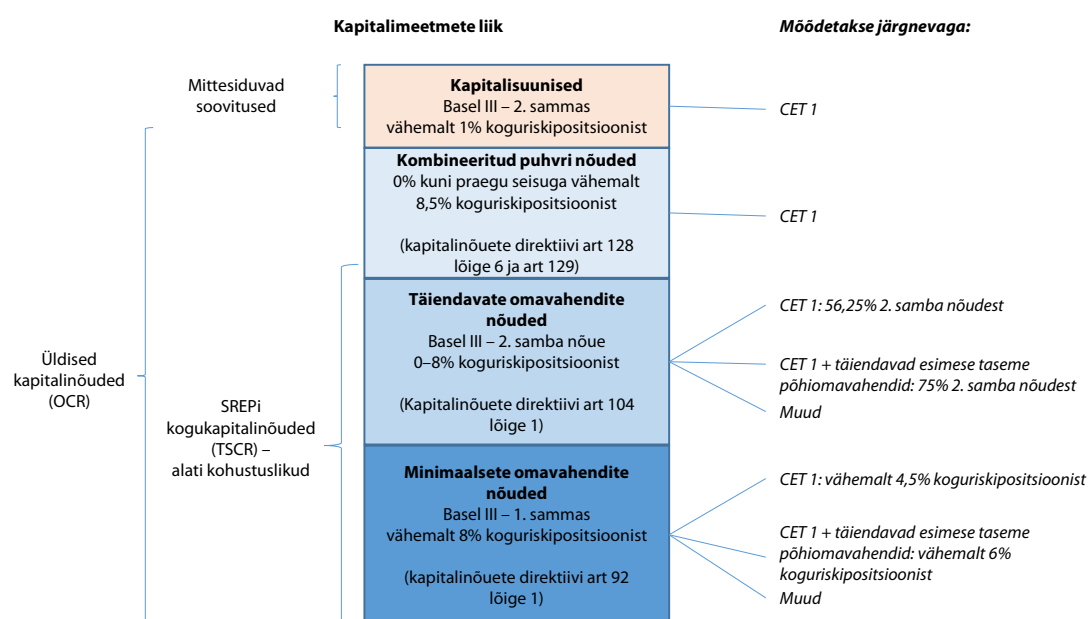 Kapitalimeetmete liik
Mõõdetakse järgnevaga:
Mittesiduvad
soovitused
Kapitalisuunised
Basel III – 2. sammas
vähemalt 1% koguriskipositsioonist
CET 1
Kombineeritud puhvri nõuded
0% kuni praegu seisuga vähemalt
8,5% koguriskipositsioonist
(kapitalinõuete direktiivi art 128
lõige 6 ja art 129)
CET 1
Üldised
kapitalinõuded
(OCR)
SREPi
kogukapitalinõuded
(TSCR) –
alati kohustuslikud
Täiendavate omavahendite
nõuded
Basel III – 2. samba nõue
0–8% koguriskipositsioonist
(Kapitalinõuete direktiivi art 104
lõige 1)
CET 1: 56,25% 2. samba nõudest
CET 1 + täiendavad esimese taseme
põhiomavahendid: 75% 2. samba nõudest
Muud
Minimaalsete omavahendite
nõuded
Basel III – 1. sammas
vähemalt 8% koguriskipositsioonist
(kapitalinõuete direktiivi art 92
lõige 1)
CET 1: vähemalt 4,5% koguriskipositsioonist
CET 1 + täiendavad esimese taseme
põhiomavahendid: vähemalt 6%
koguriskipositsioonist
Muud